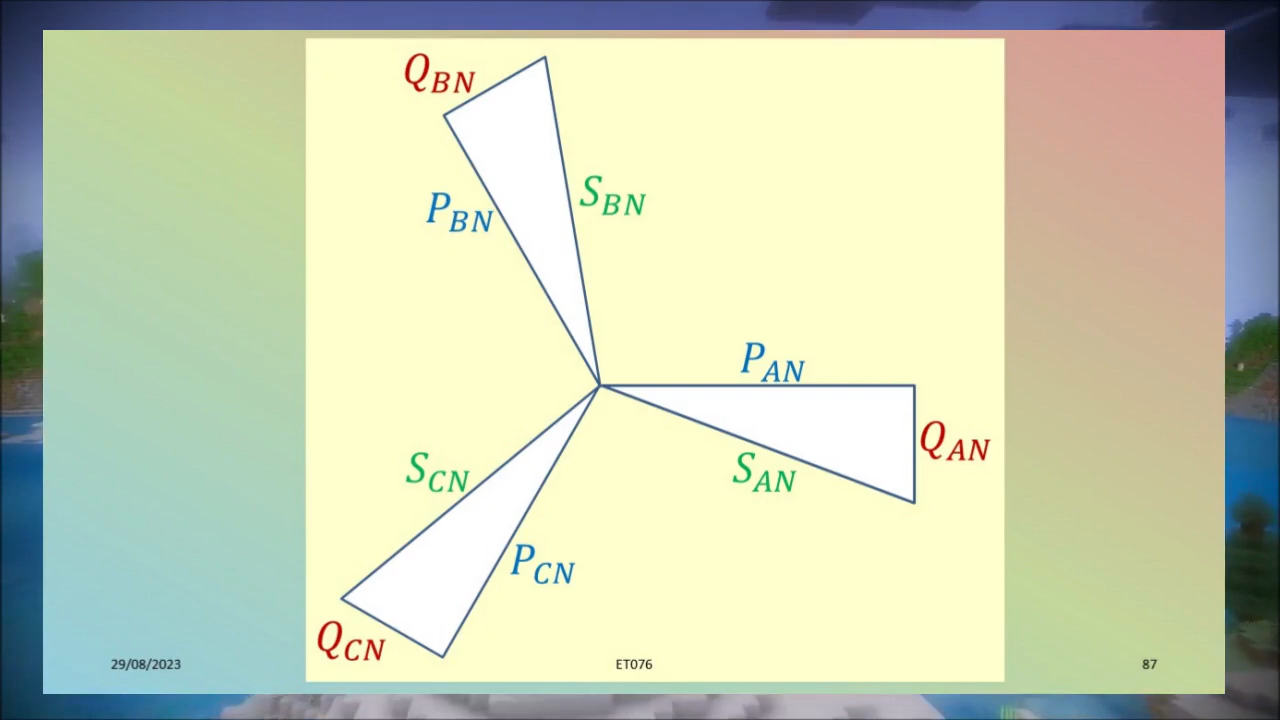 Q_BN
S_BN
P_BN
P_AN
Q_AN
S_CN
S_AN
P_CN
Q_CN
29/08/2023
ET076
87